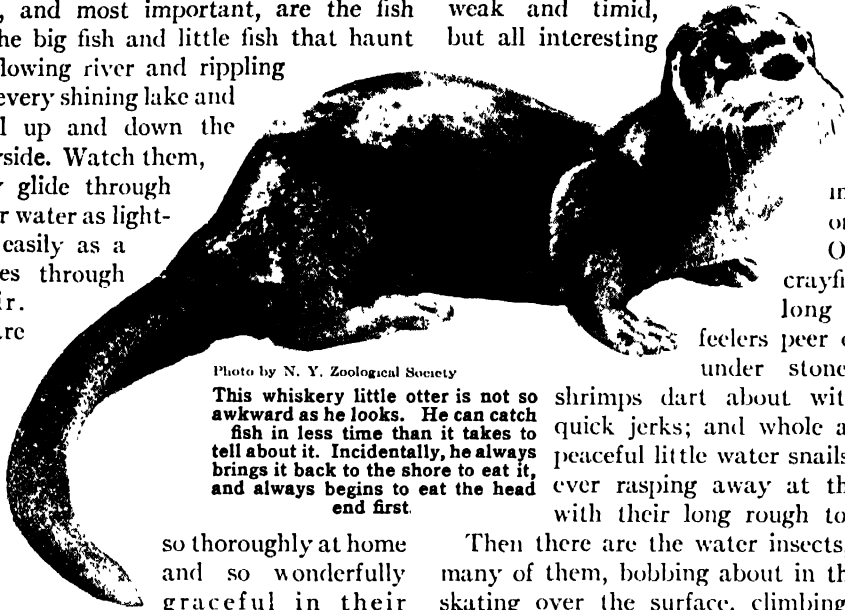 , and most important, are the fish
he big fish and little fish that haunt
lowing river and rippling
every shining lake and
l up and down the
rside. Watch them,
glide through
r water as light-
easily as a
es through
ir.
are
Photo by N. Y. Zoological Society
This whiskery little otter is not so
awkward as he looks. He can catch
fish in less time than it takes to
tell about it. Incidentally, he always
brings it back to the shore to eat it,
and always begins to eat the head
end first.
so thoroughly at home
and so wonderfully
graceful in their
weak and timid,
but all interesting
in
of
O
crayfi
long
feelers peer
under stone
shrimps dart about wit
quick jerks; and whole a
peaceful little water snails
ever rasping away at th
with their long rough to
Then there are the water insects,
many of them, bobbing about in th
skating over the surface, climbing